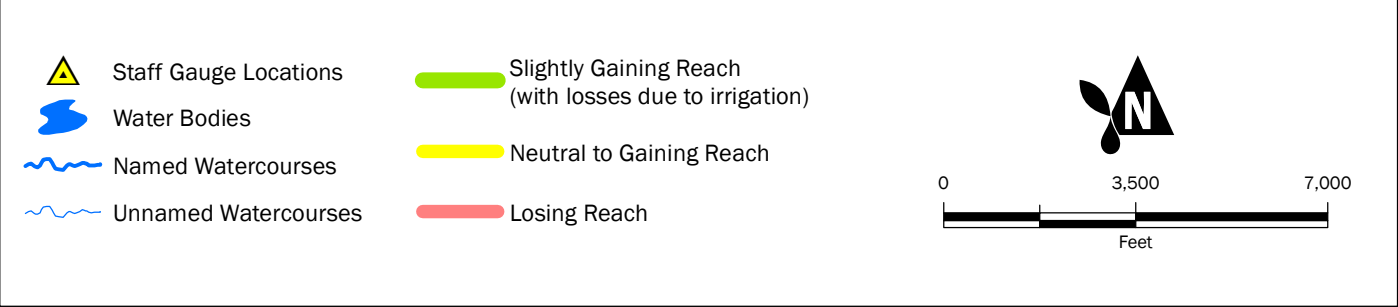 Staff Gauge Locations
Water Bodies
Named Watercourses
Unnamed Watercourses
Slightly Gaining Reach
(with losses due to irrigation)
Neutral to Gaining Reach
Losing Reach
N
0 3,500 7,000
Feet